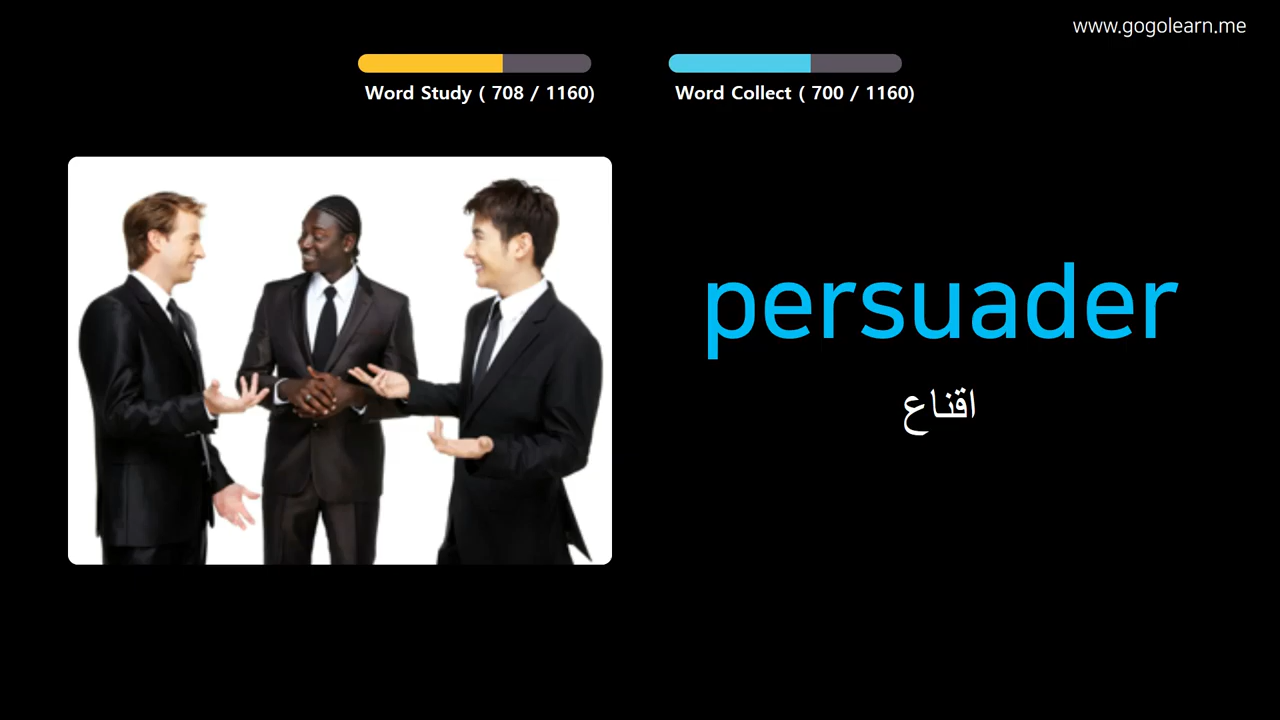 www.gogolearn.me
Word Study ( 708 / 1160)
Word Collect ( 700 / 1160)
persuader
اقناع